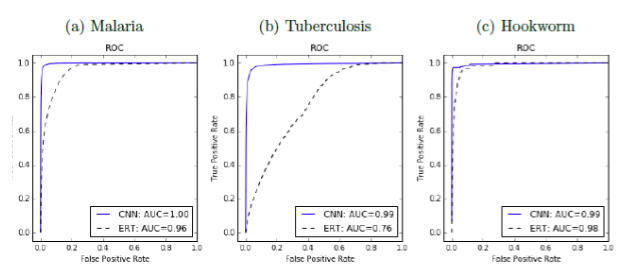 (a) Malaria
ROC
1.0
0.8
0.6
0.4
0.2
0.0
0.0 0.2 0.4 0.6 0.8 1.0
False Positive Rate
CNN: AUC=1.00
ERT: AUC=0.96
(b) Tuberculosis
ROC
True Positive Rate
1.0
0.8
0.6
0.4
0.2
0.0
0.0 0.2 0.4 0.6 0.8 1.0
False Positive Rate
CNN: AUC=0.99
ERT: AUC=0.76
(c) Hookworm
ROC
True Positive Rate
1.0
0.8
0.6
0.4
0.2
0.0
0.0 0.2 0.4 0.6 0.8 1.0
False Positive Rate
CNN: AUC=0.99
ERT: AUC=0.98